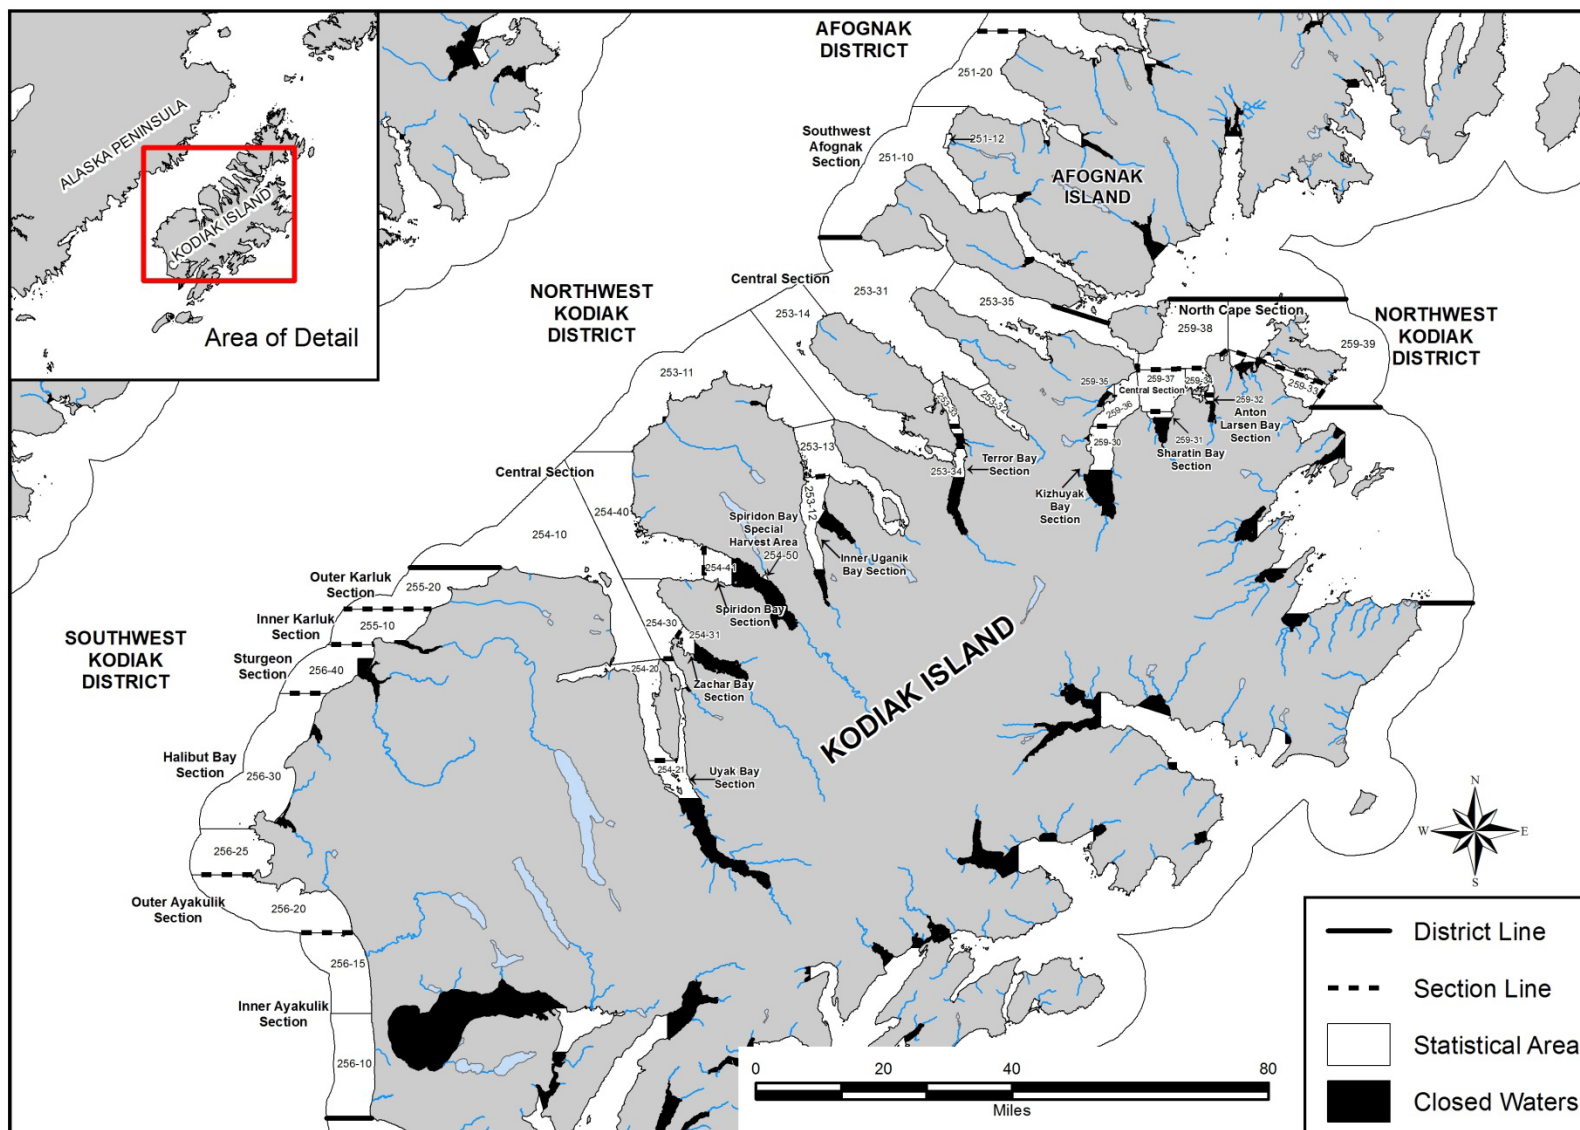 ALASKA PENINSULA
KODIAK ISLAND
Area of Detail
AFOGNAK
DISTRICT
251-20
Southwest
Afognak
Section
251-12
251-10
AFOGNAK
ISLAND
Central Section
253-31
253-35
253-14
NORTHWEST
KODIAK
DISTRICT
North Cape Section
259-38
259-39
NORTHWEST
KODIAK
DISTRICT
253-11
259-35
259-37
259-34
Central Section
259-33
259-36
259-32
Anton
Larsen Bay
Section
253-32
259-30
259-31
Sharatin Bay
Section
253-13
Terror Bay
Section
253-34
Kizhuyak
Bay
Section
Central Section
254-40
254-10
253-12
Spiridon Bay
Special
Harvest Area
254-50
Inner Uganik
Bay Section
254-41
Spiridon Bay
Section
Outer Karluk
Section
255-20
Inner Karluk
Section
255-10
SOUTHWEST
KODIAK
DISTRICT
Sturgeon
Section
256-40
254-30
254-31
254-20
Zachar Bay
Section
KODIAK ISLAND
Halibut Bay
Section
256-30
254-21
Uyak Bay
Section
256-25
Outer Ayakulik
Section
256-20
256-15
Inner Ayakulik
Section
256-10
N
W
E
S
District Line
Section Line
Statistical Area
Closed Waters
0
20
40
80
Miles